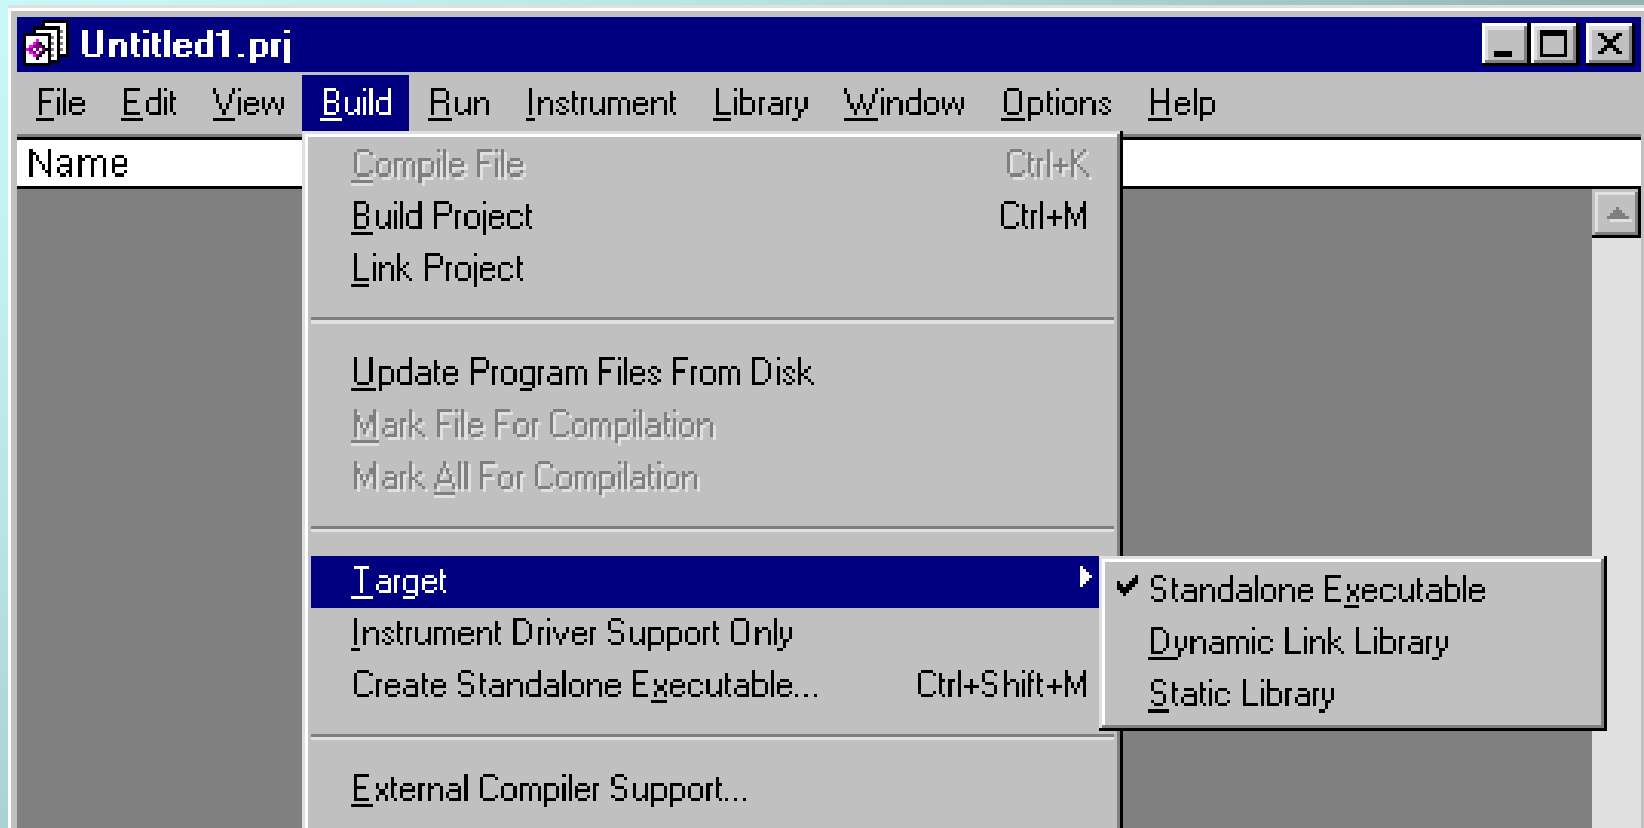 Untitled1.prj
File Edit View Build Run Instrument Library Window Options Help
Name
Compile File Ctrl+K
Build Project Ctrl+M
Link Project
Update Program Files From Disk
Mark File For Compilation
Mark All For Compilation
Target
Instrument Driver Support Only
Create Standalone Executable... Ctrl+Shift+M
External Compiler Support...
Standalone Executable
Dynamic Link Library
Static Library